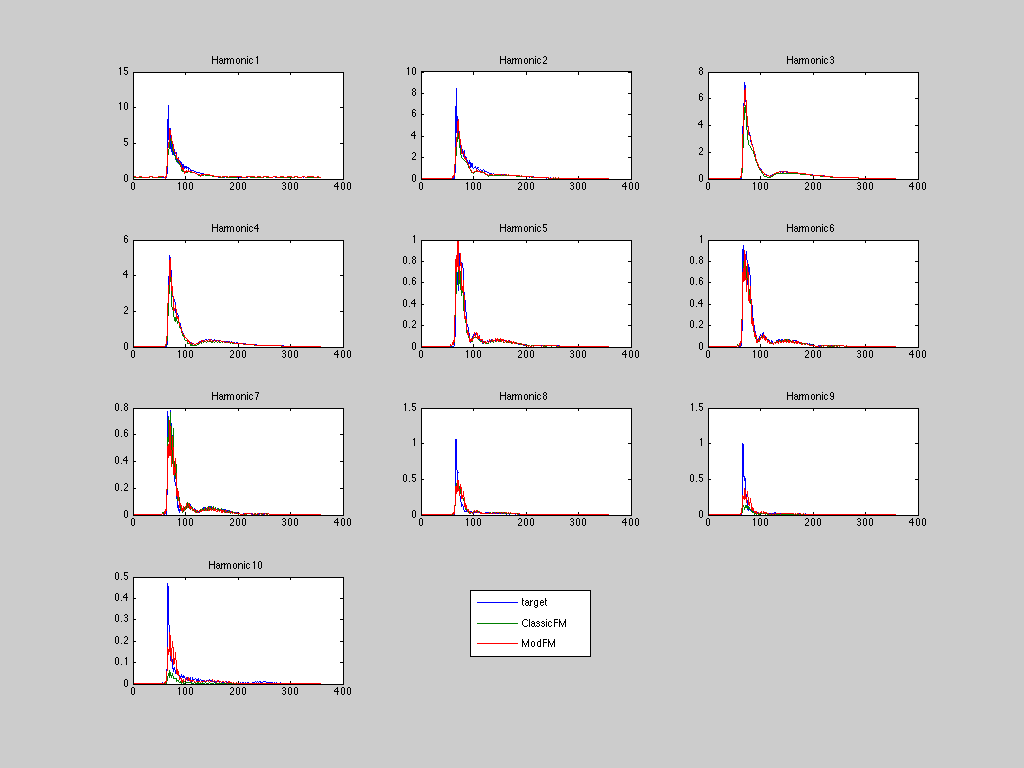 Harmonic1 Harmonic2 Harmonic3
15 10 8
10 8 6
5 6 4
0 4 2
2 0
0
0 100 200 300 400 0 100 200 300 400 0 100 200 300 400
Harmonic4 Harmonic5 Harmonic6
6 1 1
4 0.8 0.8
2 0.6 0.6
0 0.4 0.4
0.2 0.2
0 0
0 100 200 300 400 0 100 200 300 400 0 100 200 300 400
Harmonic7 Harmonic8 Harmonic9
0.8 1.5 1.5
0.6 1 1
0.4 0.5 0.5
0.2 0 0
0
0 100 200 300 400 0 100 200 300 400 0 100 200 300 400
Harmonic10
0.5
0.4
0.3
0.2
0.1
0
0 100 200 300 400
target
ClassicFM
ModFM